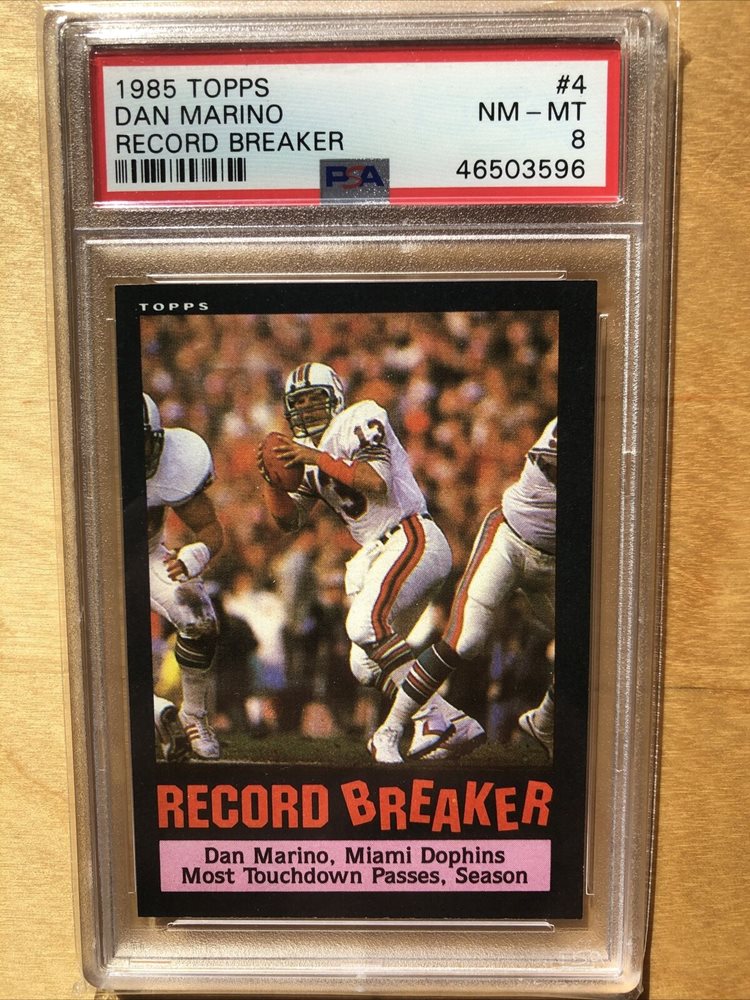 1985 TOPPS #4
DAN MARINO NM - MT
RECORD BREAKER 8
PSA 46503596
TOPPS
13
13
RECORD BREAKER
Dan Marino, Miami Dophins
Most Touchdown Passes, Season